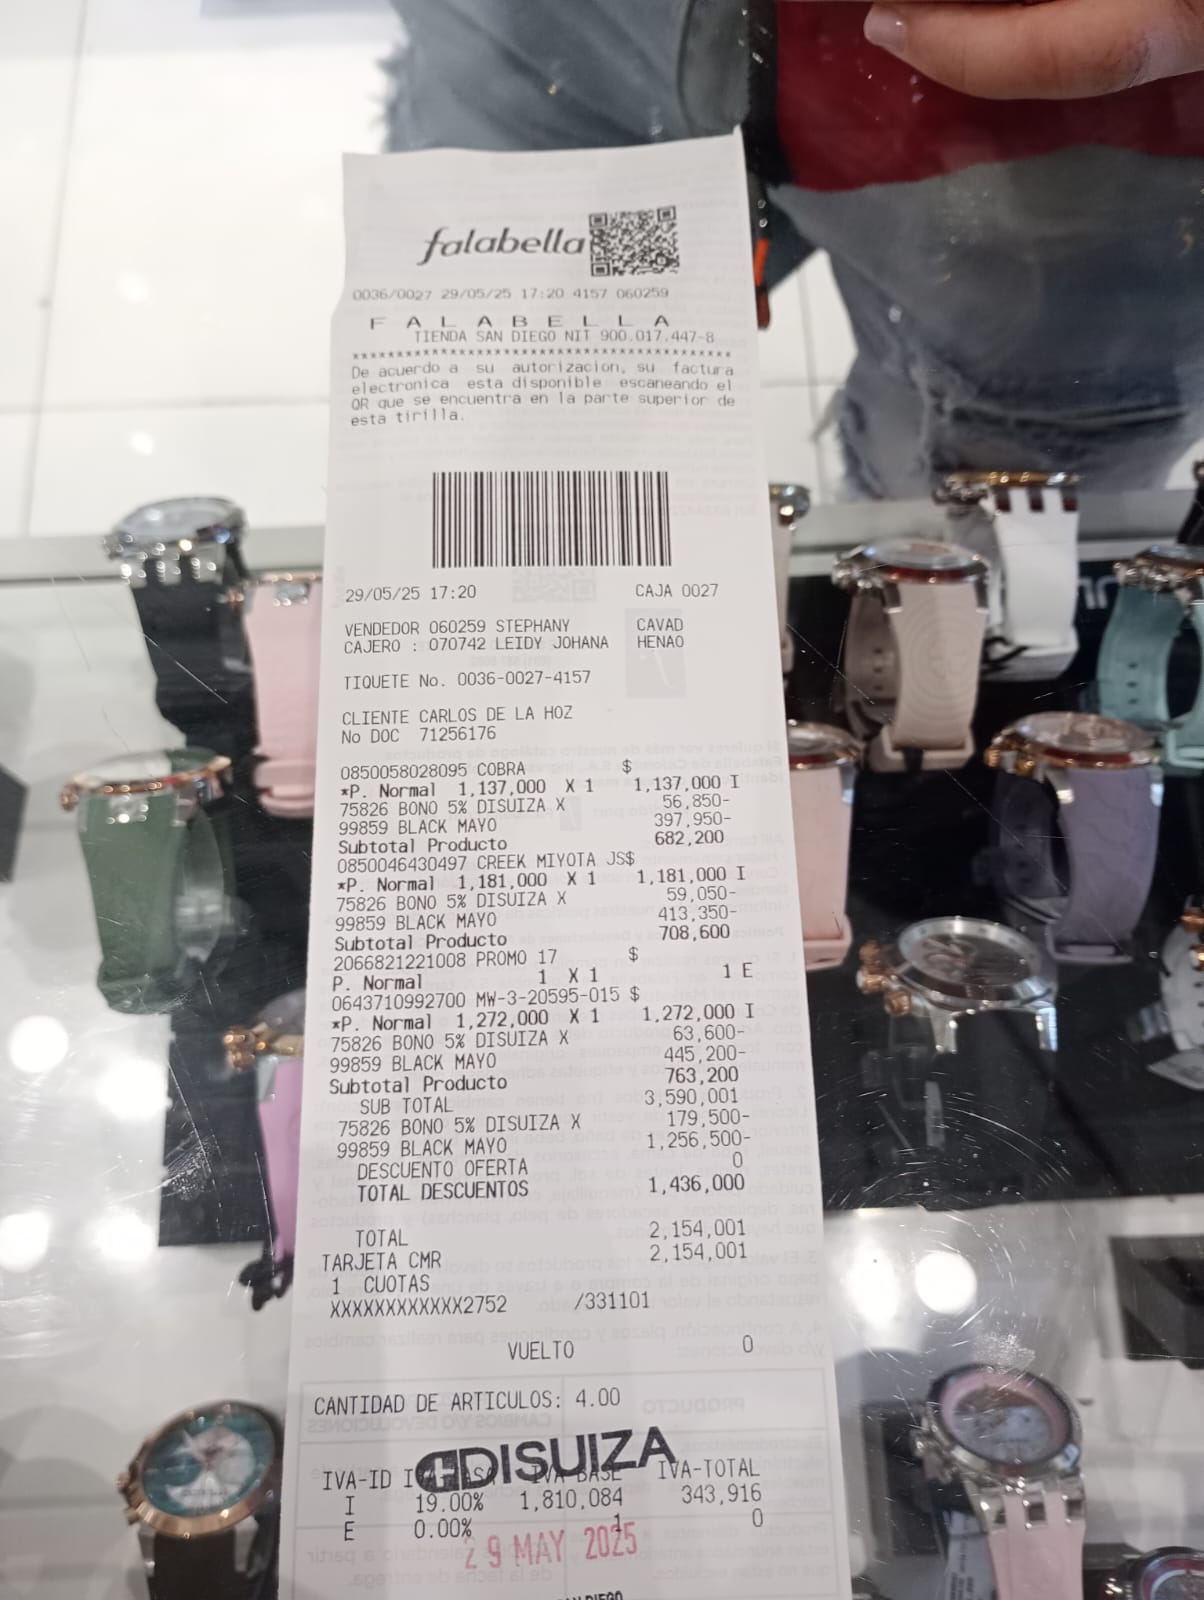 falabella
0036/0027 29/05/25 17:20 4157 060259
F A L A B E L L A
TIENDA SAN DIEGO NIT 900.017.447-8
****************************************
De acuerdo a su autorizacion, su factura
electronica esta disponible escaneando el
QR que se encuentra en la parte superior de
esta tirilla.
29/05/25 17:20 CAJA 0027
VENDEDOR 060259 STEPHANY CAVAD
CAJERO : 070742 LEIDY JOHANA HENAO
TIQUETE No. 0036-0027-4157
CLIENTE CARLOS DE LA HOZ
No DOC 71256176
0850058028095 COBRA $
*P. Normal 1,137,000 X 1 1,137,000 I
75826 BONO 5% DISUIZA X 56,850-
99859 BLACK MAYO 397,950-
Subtotal Producto 682,200
0850046430497 CREEK MIYOTA JS$
*P. Normal 1,181,000 X 1 1,181,000 I
75826 BONO 5% DISUIZA X 59,050-
99859 BLACK MAYO 413,350-
Subtotal Producto 708,600
2066821221008 PROMO 17 $
P. Normal 1 X 1 1 E
0643710992700 MW-3-20595-015 $
*P. Normal 1,272,000 X 1 1,272,000 I
75826 BONO 5% DISUIZA X 63,600-
99859 BLACK MAYO 445,200-
Subtotal Producto 763,200
SUB TOTAL 3,590,001
75826 BONO 5% DISUIZA X 179,500-
99859 BLACK MAYO 1,256,500-
DESCUENTO OFERTA 0
TOTAL DESCUENTOS 1,436,000
TOTAL 2,154,001
TARJETA CMR 2,154,001
1 CUOTAS
XXXXXXXXXXXX2752 /331101
VUELTO 0
CANTIDAD DE ARTICULOS: 4.00
DISUIZA
IVA-ID IVA BASE IVA-TOTAL
I 19.00% 1,810,084 343,916
E 0.00% 1 0
29 MAY 2025